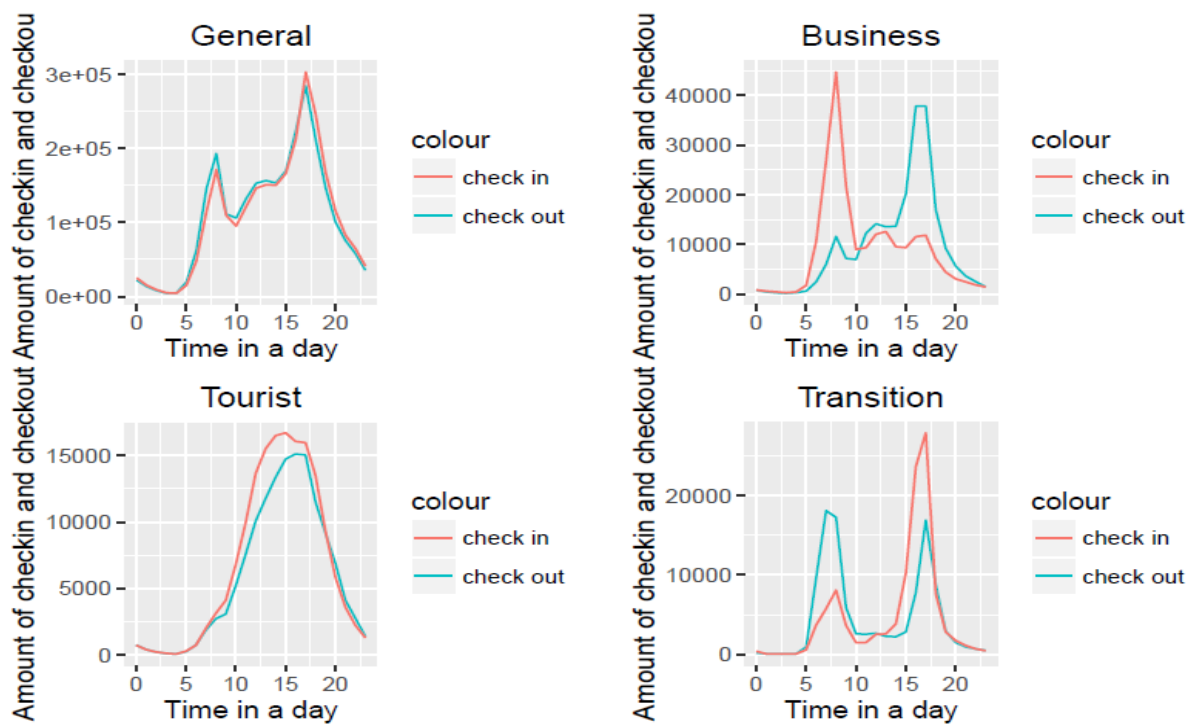 General
Amount of checkin and checkou
3e+05
2e+05
1e+05
0e+00
0 5 10 15 20
Time in a day
colour
check in
check out
Business
Amount of checkin and checkou
40000
30000
20000
10000
0
0 5 10 15 20
Time in a day
colour
check in
check out
Tourist
Amount of checkin and checkout
15000
10000
5000
0
0 5 10 15 20
Time in a day
colour
check in
check out
Transition
Amount of checkin and checkout
20000
10000
0
0 5 10 15 20
Time in a day
colour
check in
check out